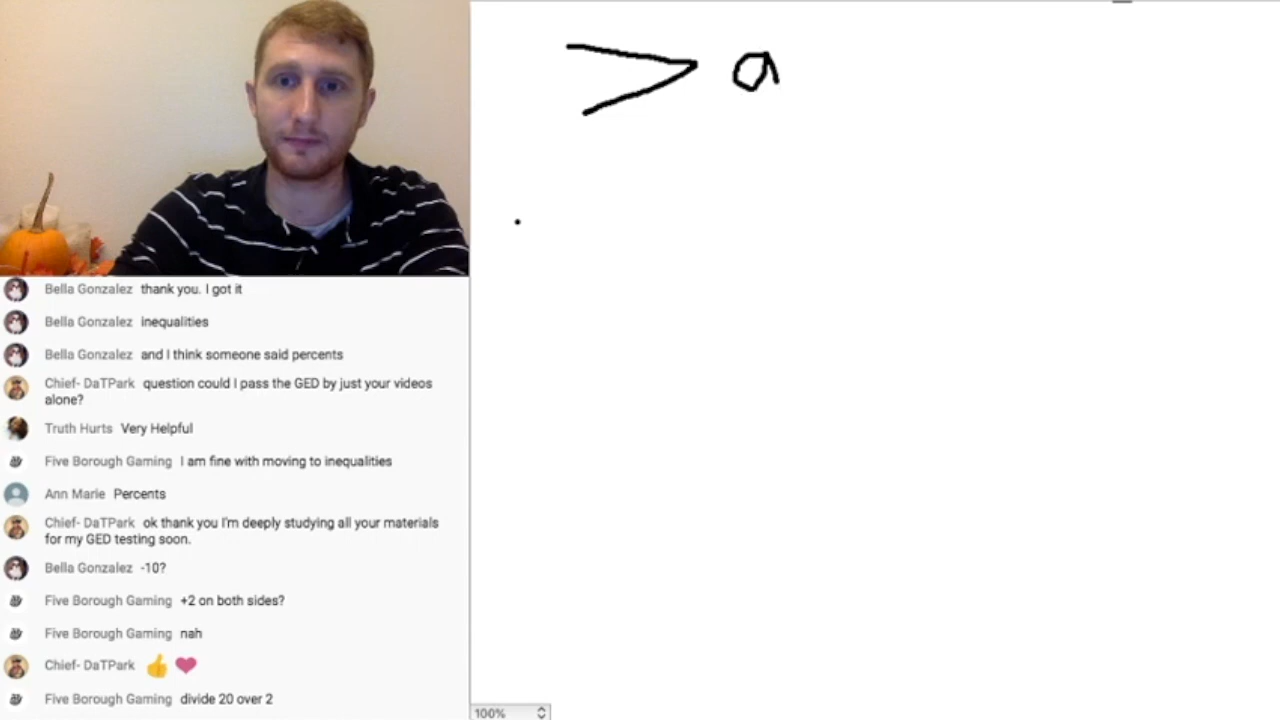 > a
Bella Gonzalez thank you. I got it
Bella Gonzalez inequalities
Bella Gonzalez and I think someone said percents
Chief- DaTPark question could I pass the GED by just your videos
alone?
Truth Hurts Very Helpful
Five Borough Gaming I am fine with moving to inequalities
Ann Marie Percents
Chief- DaTPark ok thank you I'm deeply studying all your materials
for my GED testing soon.
Bella Gonzalez -10?
Five Borough Gaming +2 on both sides?
Five Borough Gaming nah
Chief- DaTPark 👍 ❤
Five Borough Gaming divide 20 over 2
100%